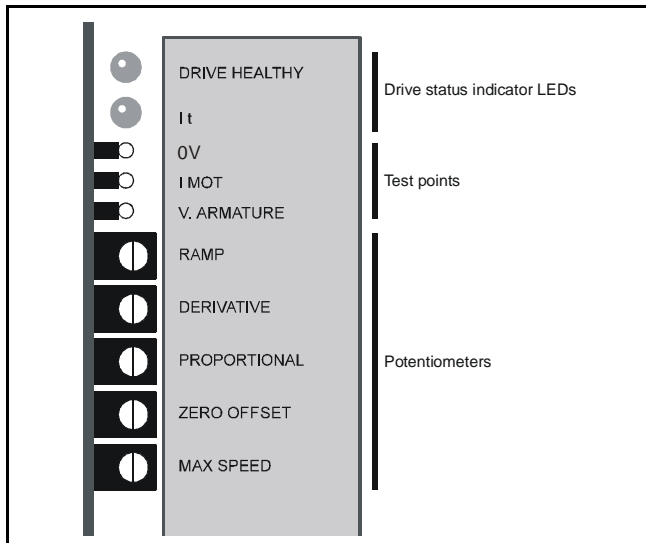 DRIVE HEALTHY
I t
Drive status indicator LEDs
0V
I MOT
V. ARMATURE
Test points
RAMP
DERIVATIVE
PROPORTIONAL
ZERO OFFSET
MAX SPEED
Potentiometers